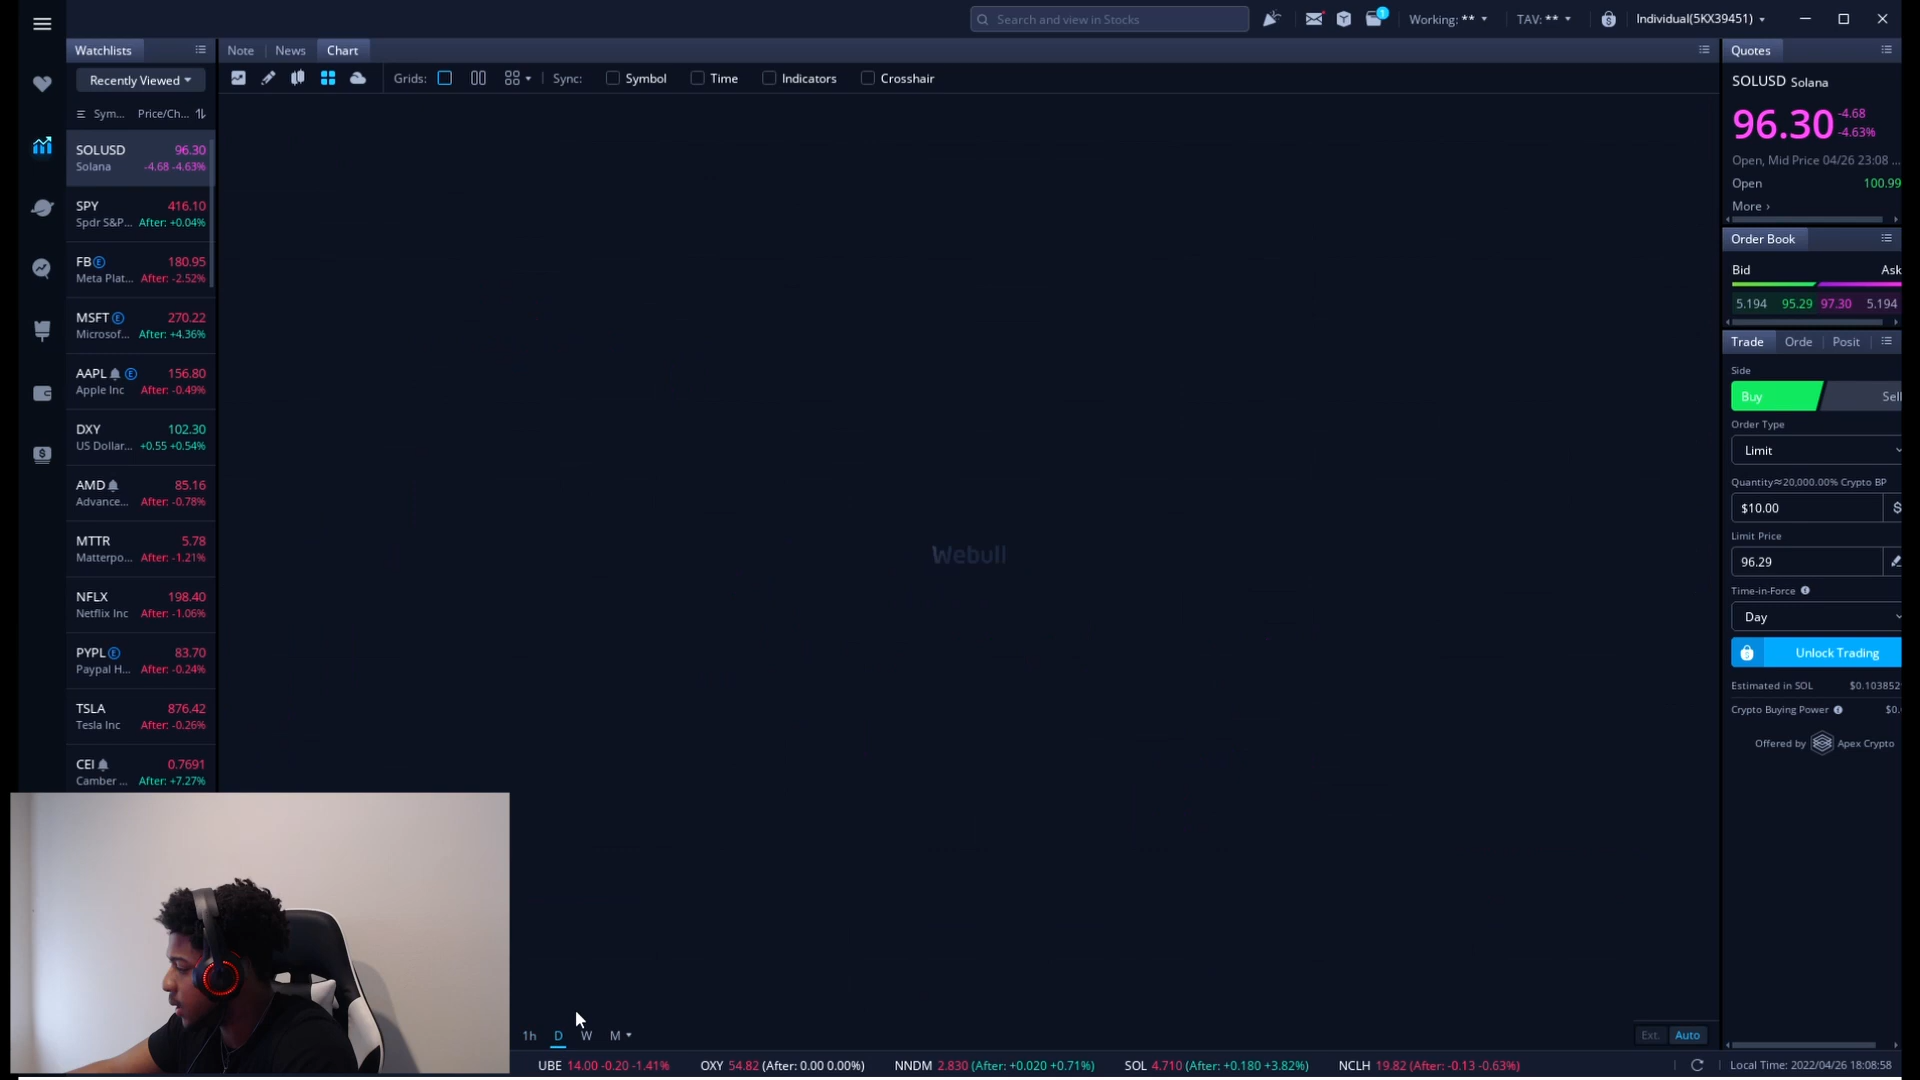 Search and view in Stocks
1
Working: **
TAV: **
Individual(5KX39451)
Watchlists
Note
News
Chart
Quotes
Recently Viewed
Grids:
Sync:
Symbol
Time
Indicators
Crosshair
Sym...
Price/Ch...
SOLUSD
96.30
Solana
-4.68 -4.63%
SPY
416.10
Spdr S&P...
After: +0.04%
FB E
180.95
Meta Plat...
After: -2.52%
MSFT E
270.22
Microsof...
After: +4.36%
AAPL E
156.80
Apple Inc
After: -0.49%
DXY
102.30
US Dollar...
+0.55 +0.54%
AMD
85.16
Advance...
After: -0.78%
MTTR
5.78
Matterpo...
After: -1.21%
NFLX
198.40
Netflix Inc
After: -1.06%
PYPL E
83.70
Paypal H...
After: -0.24%
TSLA
876.42
Tesla Inc
After: -0.26%
CEI
0.7691
Camber ...
After: +7.27%
Webull
SOLUSD Solana
96.30
-4.68
-4.63%
Open, Mid Price 04/26 23:08 ...
Open
100.99
More ›
Order Book
Bid
Ask
5.194
95.29
97.30
5.194
Trade
Orde
Posit
Side
Buy
Sell
Order Type
Limit
Quantity≈20,000.00% Crypto BP
$10.00
$
Limit Price
96.29
Time-in-Force
Day
Unlock Trading
Estimated in SOL
$0.103852
Crypto Buying Power
$0.
Offered by
Apex Crypto
1h
D
W
M
Ext.
Auto
UBE 14.00 -0.20 -1.41%
OXY 54.82 (After: 0.00 0.00%)
NNDM 2.830 (After: +0.020 +0.71%)
SOL 4.710 (After: +0.180 +3.82%)
NCLH 19.82 (After: -0.13 -0.63%)
Local Time: 2022/04/26 18:08:58